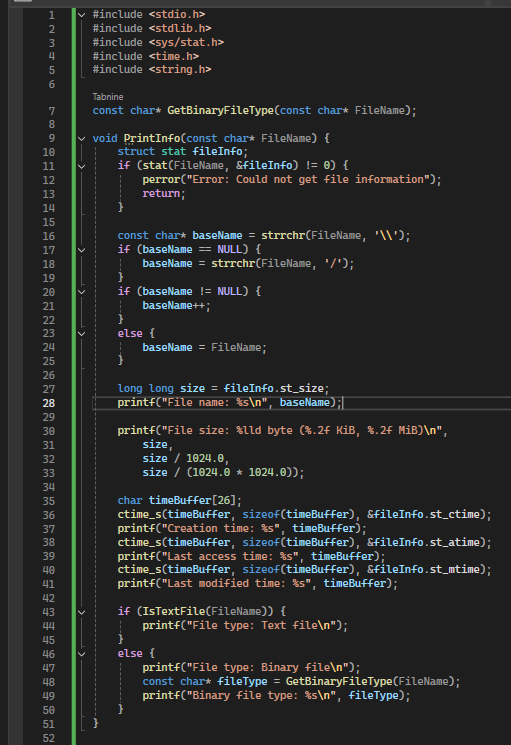 1 #include <stdio.h>
2 #include <stdlib.h>
3 #include <sys/stat.h>
4 #include <time.h>
5 #include <string.h>
6
Tabnine
7 const char* GetBinaryFileType(const char* FileName);
8
9 void PrintInfo(const char* FileName) {
10     struct stat fileInfo;
11     if (stat(FileName, &fileInfo) != 0) {
12         perror("Error: Could not get file information");
13         return;
14     }
15
16     const char* baseName = strrchr(FileName, '\\');
17     if (baseName == NULL) {
18         baseName = strrchr(FileName, '/');
19     }
20     if (baseName != NULL) {
21         baseName++;
22     }
23     else {
24         baseName = FileName;
25     }
26
27     long long size = fileInfo.st_size;
28     printf("File name: %s\n", baseName);
29
30     printf("File size: %lld byte (%.2f KiB, %.2f MiB)\n",
31         size,
32         size / 1024.0,
33         size / (1024.0 * 1024.0));
34
35     char timeBuffer[26];
36     ctime_s(timeBuffer, sizeof(timeBuffer), &fileInfo.st_ctime);
37     printf("Creation time: %s", timeBuffer);
38     ctime_s(timeBuffer, sizeof(timeBuffer), &fileInfo.st_atime);
39     printf("Last access time: %s", timeBuffer);
40     ctime_s(timeBuffer, sizeof(timeBuffer), &fileInfo.st_mtime);
41     printf("Last modified time: %s", timeBuffer);
42
43     if (IsTextFile(FileName)) {
44         printf("File type: Text file\n");
45     }
46     else {
47         printf("File type: Binary file\n");
48         const char* fileType = GetBinaryFileType(FileName);
49         printf("Binary file type: %s\n", fileType);
50     }
51 }
52